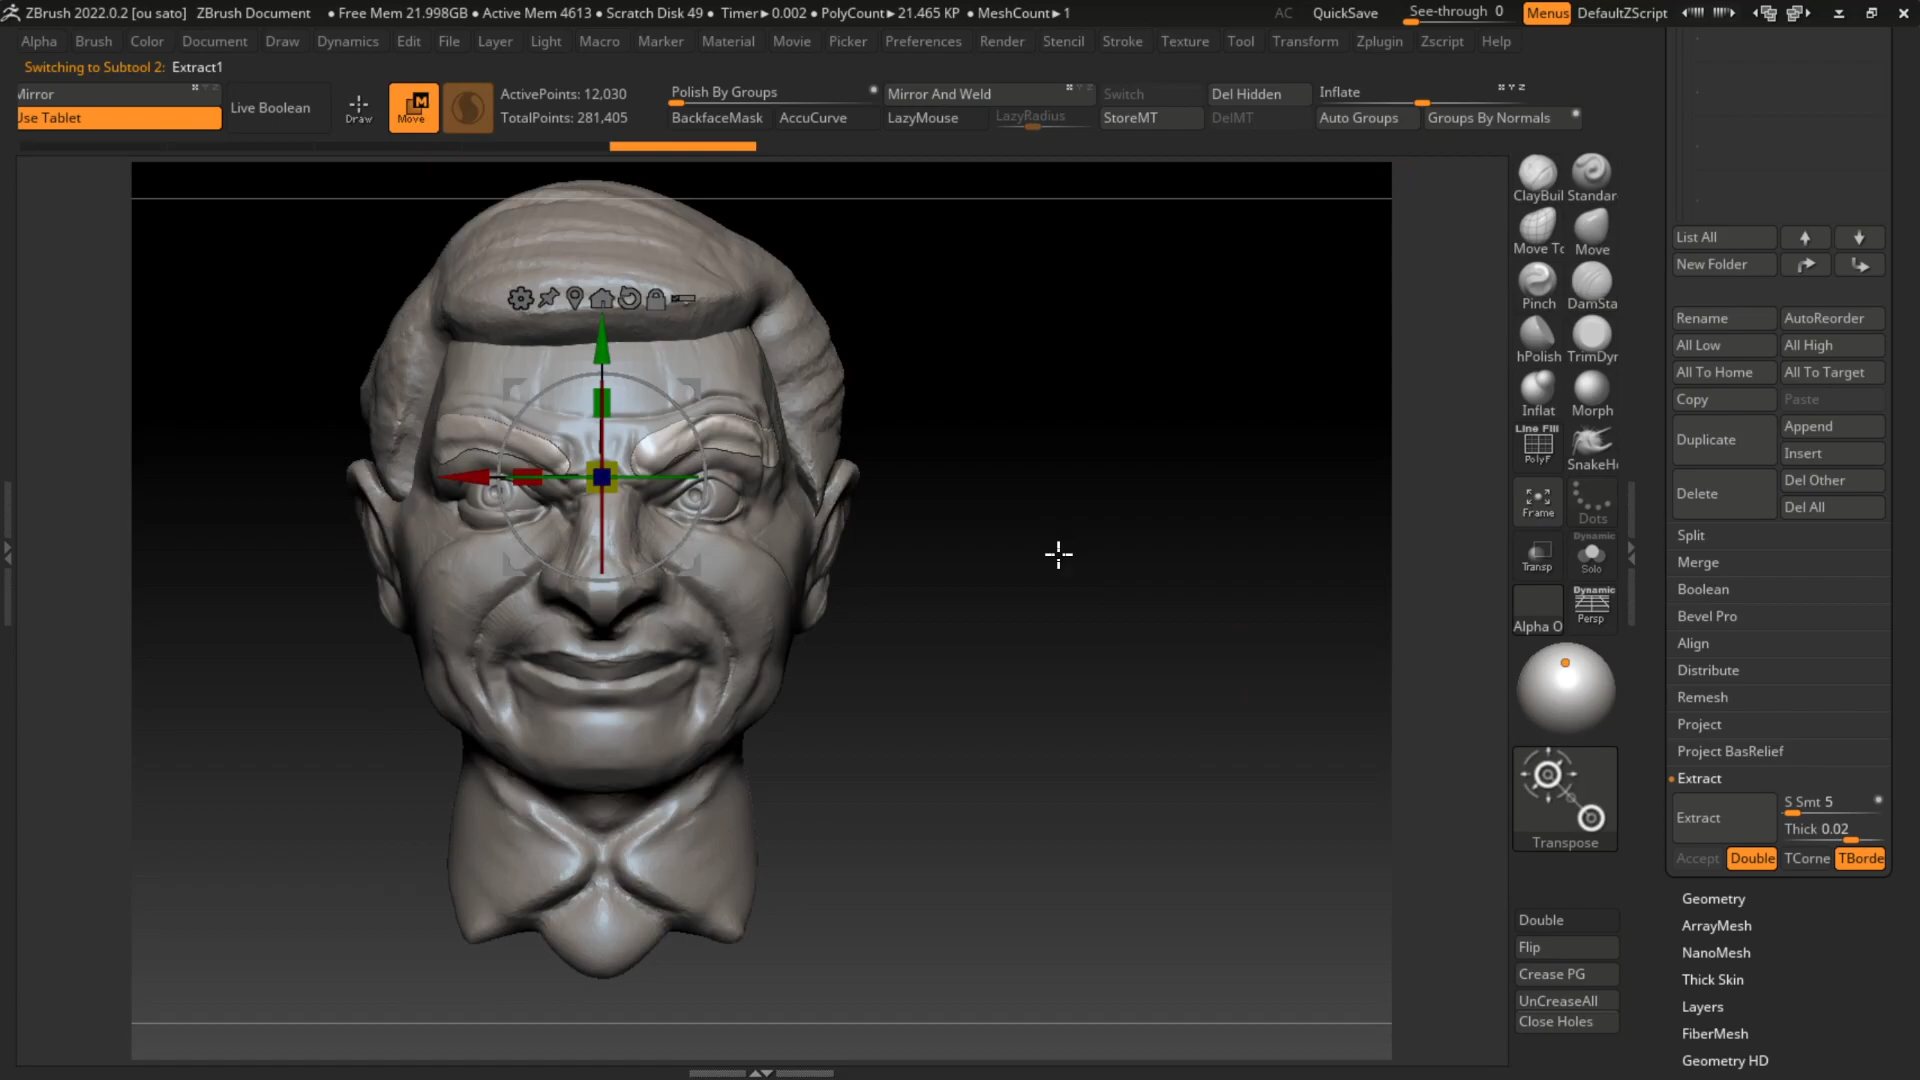 ZBrush 2022.0.2 [ou sato] ZBrush Document • Free Mem 21.998GB • Active Mem 4613 • Scratch Disk 49 • Timer▸0.002 • PolyCount▸21.465 KP • MeshCount▸1 AC QuickSave See-through 0 Menus DefaultZScript
Alpha Brush Color Document Draw Dynamics Edit File Layer Light Macro Marker Material Movie Picker Preferences Render Stencil Stroke Texture Tool Transform Zplugin Zscript Help
Switching to Subtool 2: Extract1
Mirror
Use Tablet
Live Boolean
Draw
M
Move
ActivePoints: 12,030
TotalPoints: 281,405
Polish By Groups
BackfaceMask AccuCurve
Mirror And Weld
LazyMouse LazyRadius
Switch
StoreMT
Del Hidden
DelMT
Inflate
Auto Groups Groups By Normals
ClayBuil Standar
Move To Move
Pinch DamSta
hPolish TrimDyr
Inflat Morph
Line Fill
PolyF SnakeHo
Frame Dots
Transp Dynamic Solo
Alpha O Dynamic Persp
Transpose
Double
Flip
Crease PG
UnCreaseAll
Close Holes
List All
New Folder
Rename AutoReorder
All Low All High
All To Home All To Target
Copy Paste
Duplicate Append
Insert
Delete Del Other
Del All
Split
Merge
Boolean
Bevel Pro
Align
Distribute
Remesh
Project
Project BasRelief
Extract
Extract S Smt 5
Thick 0.02
Accept Double TCorne TBorde
Geometry
ArrayMesh
NanoMesh
Thick Skin
Layers
FiberMesh
Geometry HD